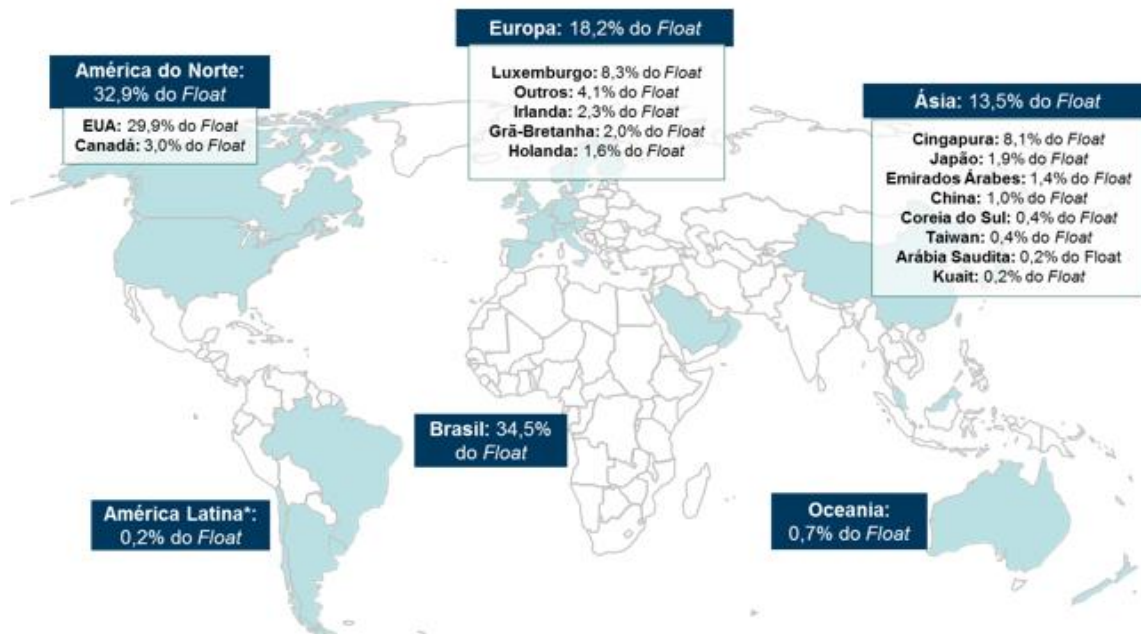 América do Norte:
32,9% do Float
EUA: 29,9% do Float
Canadá: 3,0% do Float
Europa: 18,2% do Float
Luxemburgo: 8,3% do Float
Outros: 4,1% do Float
Irlanda: 2,3% do Float
Grã-Bretanha: 2,0% do Float
Holanda: 1,6% do Float
Ásia: 13,5% do Float
Cingapura: 8,1% do Float
Japão: 1,9% do Float
Emirados Árabes: 1,4% do Float
China: 1,0% do Float
Coreia do Sul: 0,4% do Float
Taiwan: 0,4% do Float
Arábia Saudita: 0,2% do Float
Kuait: 0,2% do Float
Brasil: 34,5%
do Float
América Latina*:
0,2% do Float
Oceania:
0,7% do Float